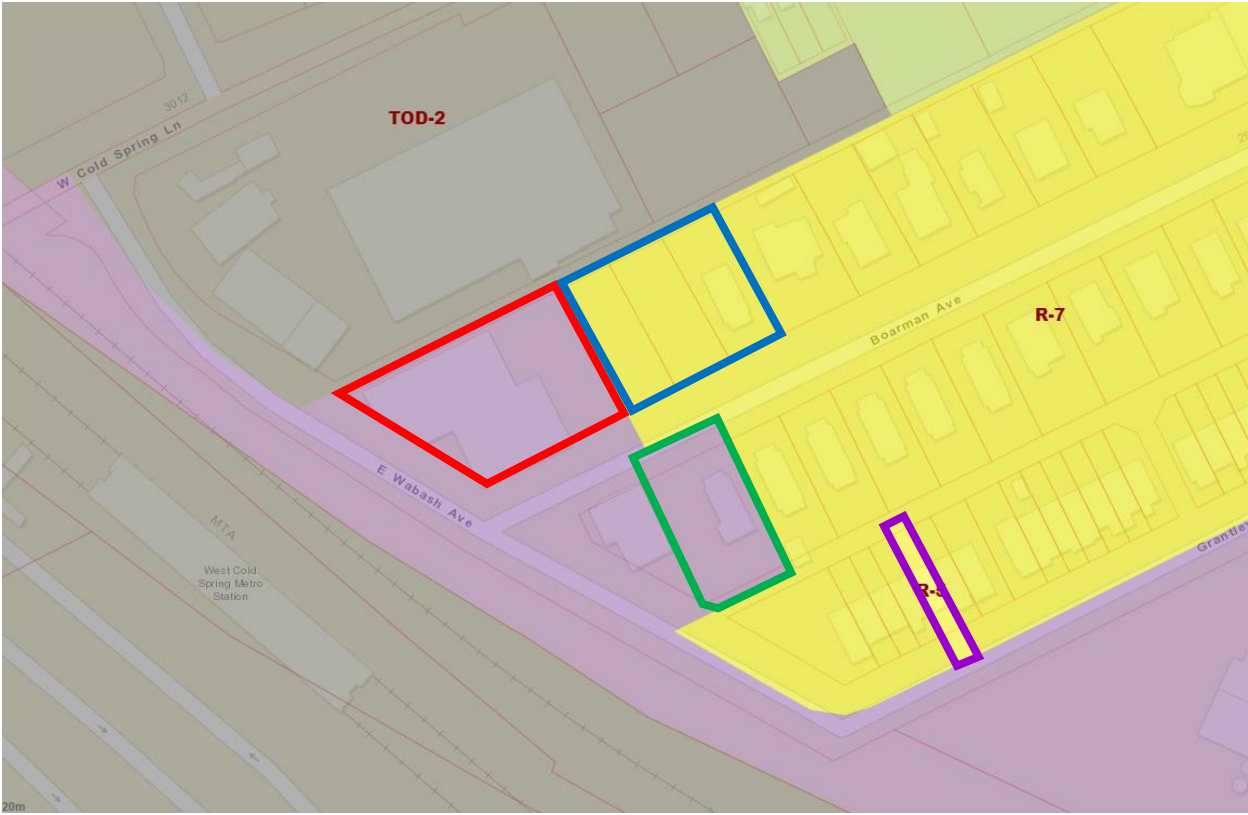 3012
W Cold Spring Ln
TOD-2
Boarman Ave
R-7
E Wabash Ave
MTA
West Cold
Spring Metro
Station
20m